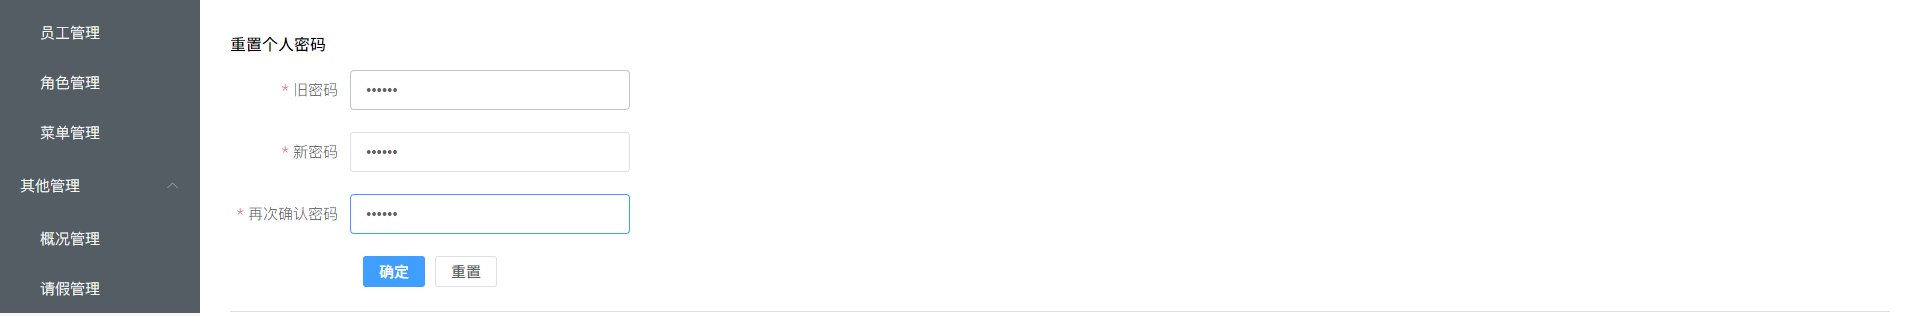 员工管理
角色管理
菜单管理
其他管理
概况管理
请假管理
重置个人密码
* 旧密码 ••••••
* 新密码 ••••••
* 再次确认密码 ••••••
确定 重置